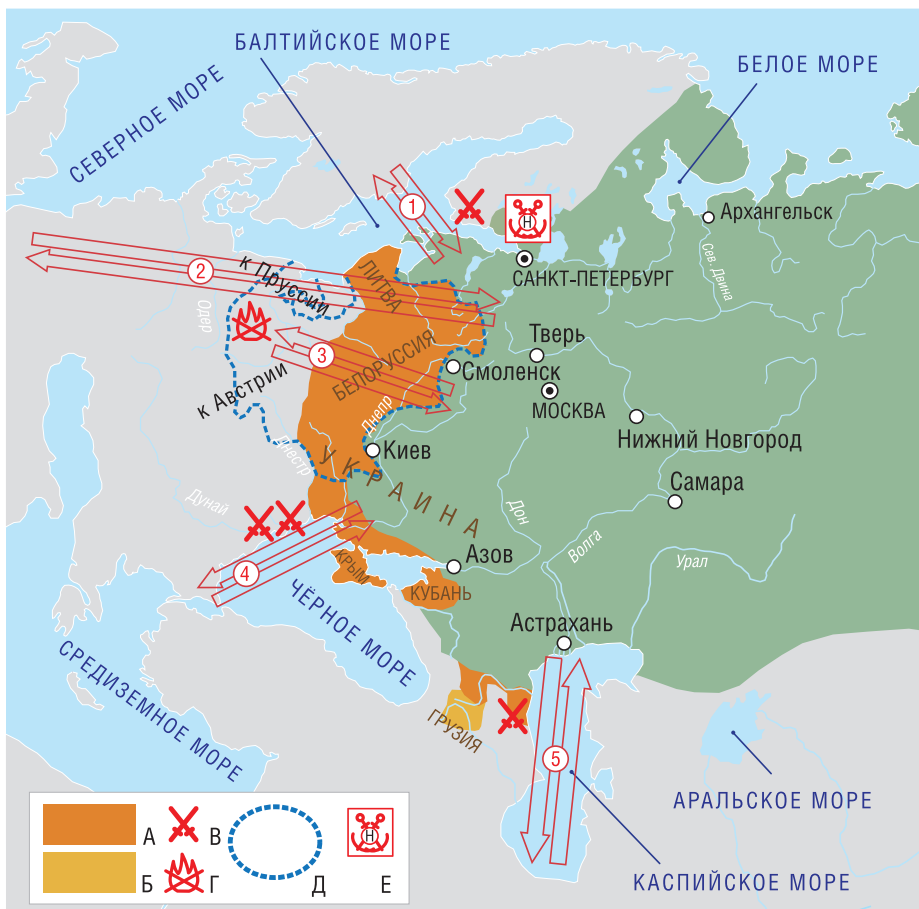 БАЛТИЙСКОЕ МОРЕ
БЕЛОЕ МОРЕ
СЕВЕРНОЕ МОРЕ
1
Н
Архангельск
САНКТ-ПЕТЕРБУРГ
Сев. Двина
2
к Пруссии
ЛИТВА
Одер
Тверь
3
БЕЛОРУССИЯ
Смоленск
МОСКВА
к Австрии
Днепр
Нижний Новгород
Днестр
Киев
УКРАИНА
Самара
Дунай
Дон
Волга
Урал
4
КРЫМ
Азов
КУБАНЬ
ЧЁРНОЕ МОРЕ
Астрахань
СРЕДИЗЕМНОЕ МОРЕ
ГРУЗИЯ
5
АРАЛЬСКОЕ МОРЕ
КАСПИЙСКОЕ МОРЕ
А
В
Н
Б
Г
Д
Е